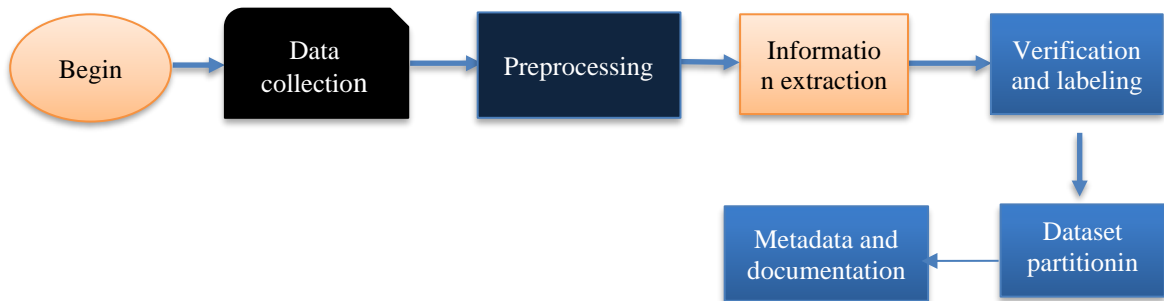 Begin
Data
collection
Preprocessing
Informatio
n extraction
Verification
and labeling
Dataset
partitionin
Metadata and
documentation